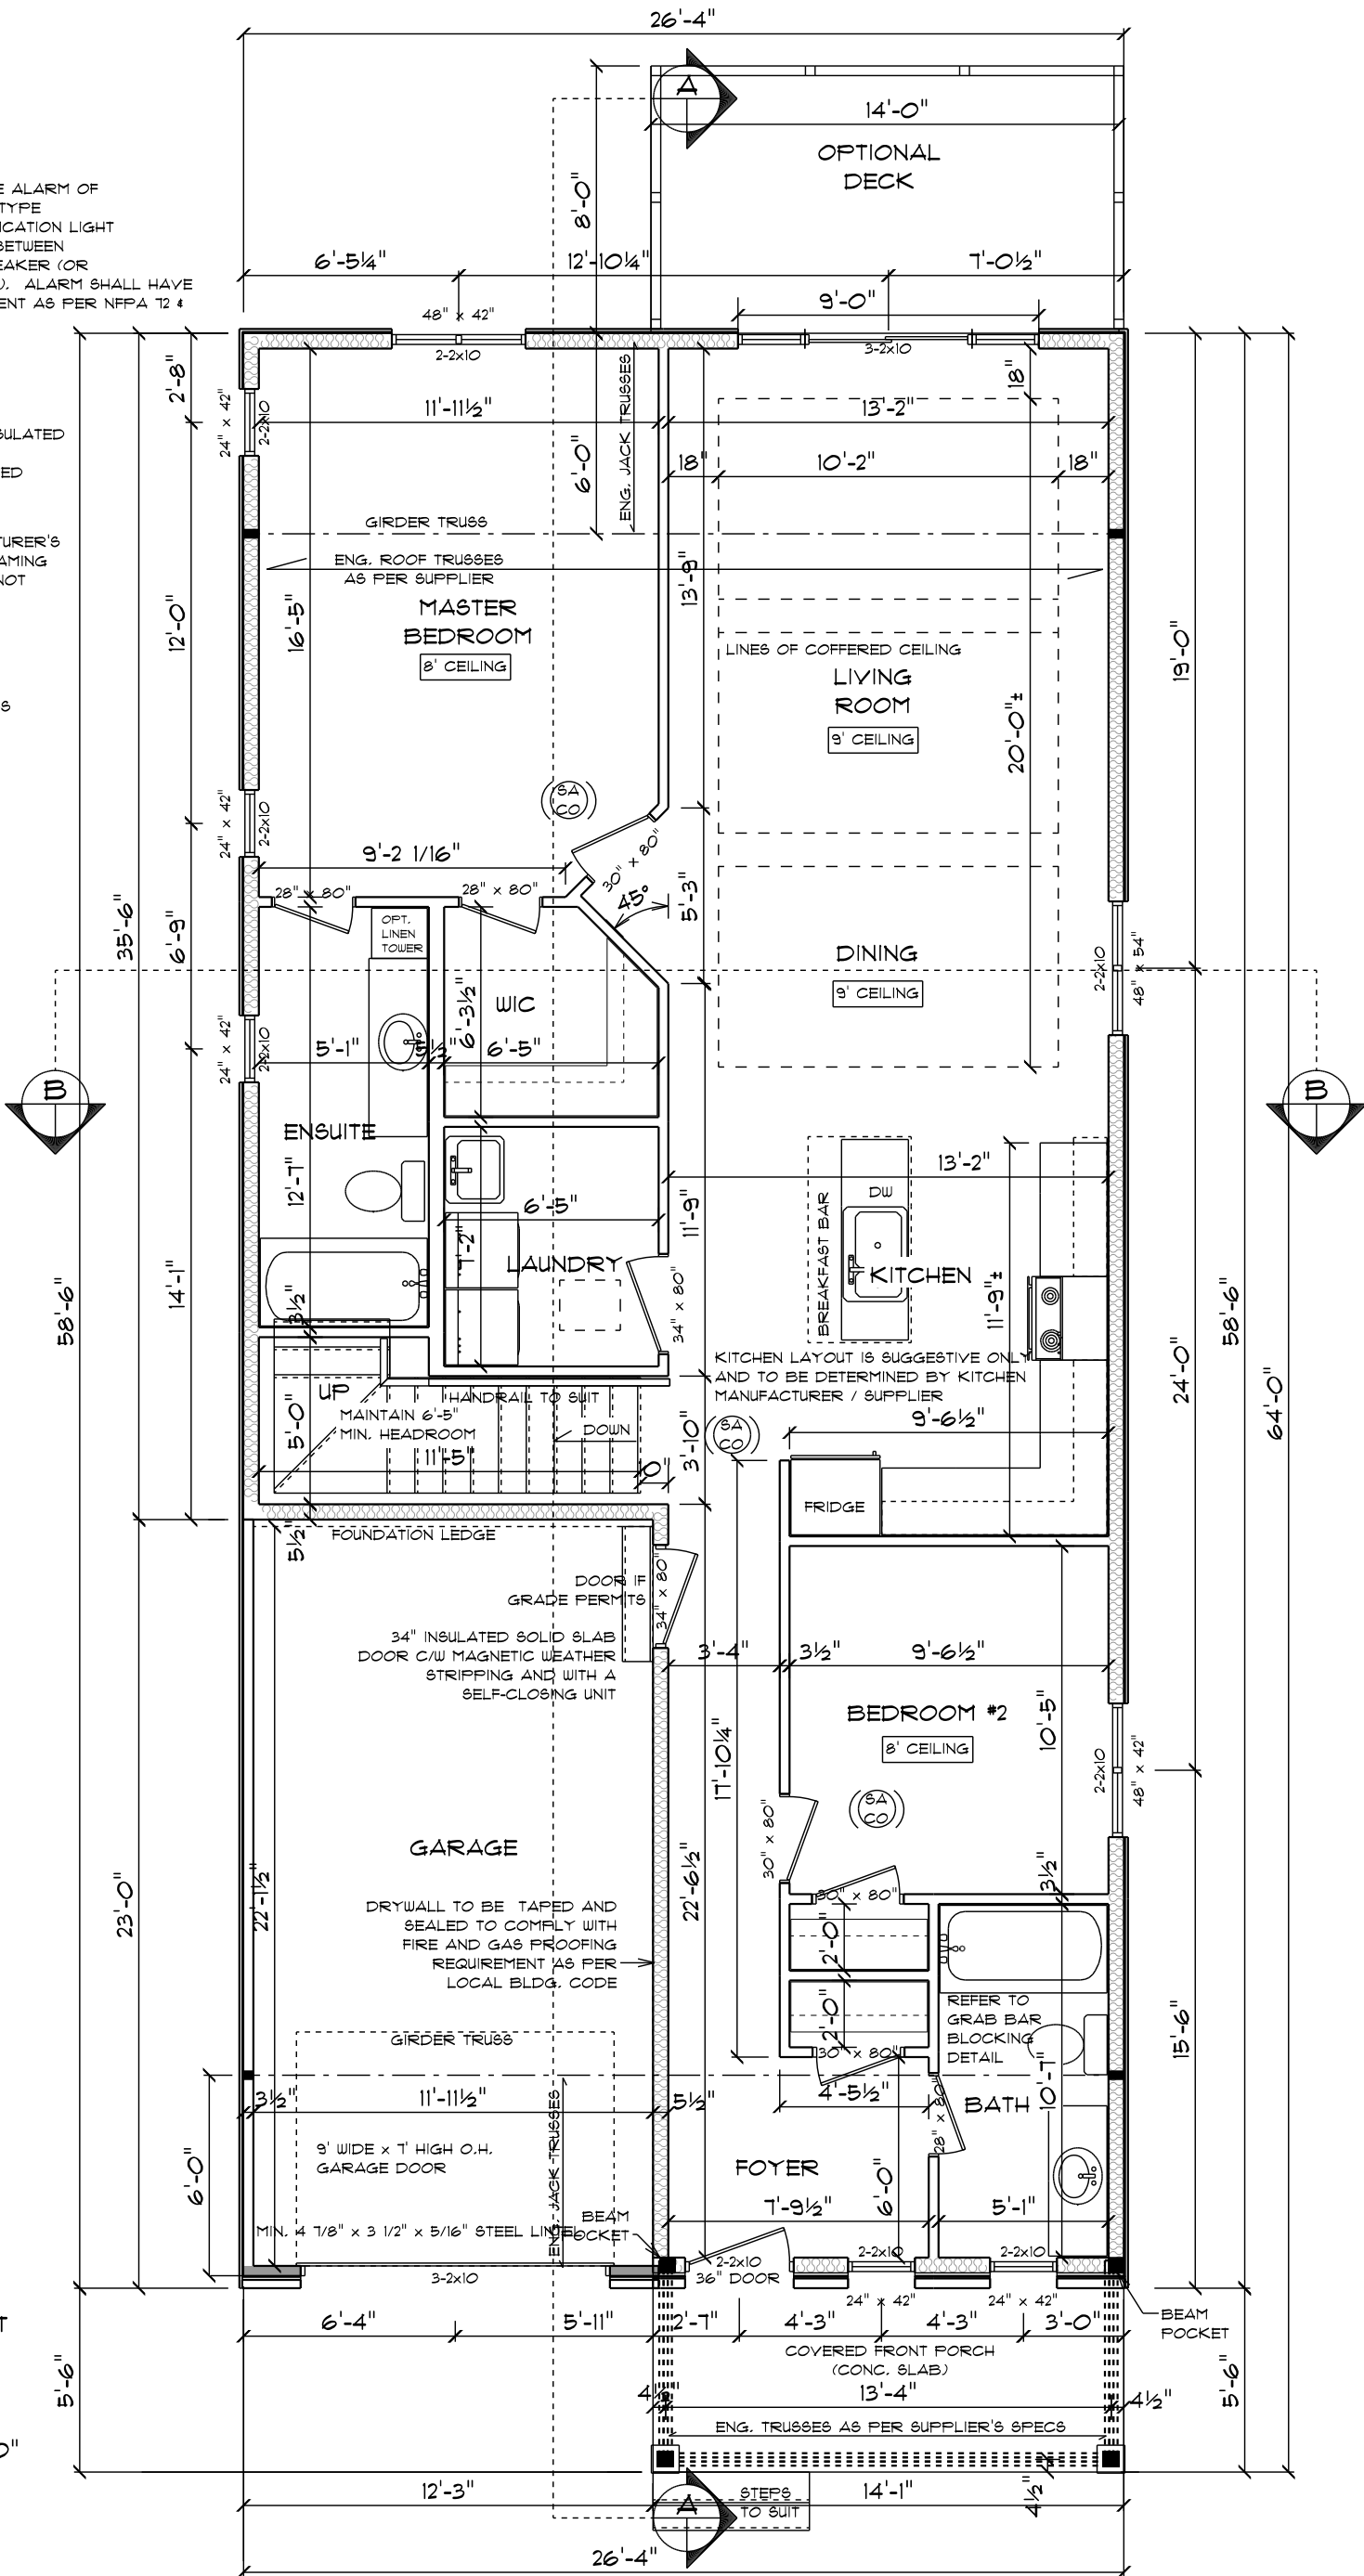 26'-4"
A
14'-0"
OPTIONAL
DECK
8'-0"
E ALARM OF
TYPE
ICATION LIGHT
BETWEEN
EAKER (OR
). ALARM SHALL HAVE
ENT AS PER NFPA 72 &
6'-5¼"
12'-10¼"
7'-0½"
9'-0"
48" x 42"
2-2x10
3-2x10
2'-8"
24" x 42"
2-2x10
11'-11½"
13'-2"
18"
ENG. JACK TRUSSES
6'-0"
18"
10'-2"
18"
SULATED
ED
TURER'S
AMING
NOT
S
GIRDER TRUSS
ENG. ROOF TRUSSES
AS PER SUPPLIER
12'-0"
16'-5"
13'-9"
MASTER
BEDROOM
8' CEILING
LINES OF COFFERED CEILING
LIVING
ROOM
9' CEILING
20'-0"±
19'-0"
SA
CO
24" x 42"
2-2x10
9'-2 1/16"
30" x 80"
28" x 80"
28" x 80"
45°
5'-3"
OPT.
LINEN
TOWER
35'-6"
6'-9"
DINING
9' CEILING
2-2x10
48" x 54"
WIC
6'-3½"
24" x 42"
2-2x10
5'-1"
5½"
6'-5"
B
B
ENSUITE
12'-7"
6'-5"
7'-2"
LAUNDRY
11'-9"
34" x 80"
13'-2"
DW
BREAKFAST BAR
KITCHEN
11'-9"±
58'-6"
14'-1"
3½"
24'-0"
58'-6"
64'-0"
KITCHEN LAYOUT IS SUGGESTIVE ONLY
AND TO BE DETERMINED BY KITCHEN
MANUFACTURER / SUPPLIER
UP
HANDRAIL TO SUIT
MAINTAIN 6'-5"
MIN. HEADROOM
DOWN
5'-0"
11'-5"
3'-10"
SA
CO
9'-6½"
FRIDGE
FOUNDATION LEDGE
5½"
DOOR IF
GRADE PERMITS
34" x 80"
34" INSULATED SOLID SLAB
DOOR C/W MAGNETIC WEATHER
STRIPPING AND WITH A
SELF-CLOSING UNIT
3'-4"
3½"
9'-6½"
BEDROOM #2
8' CEILING
10'-5"
2-2x10
48" x 42"
17'-10¼"
SA
CO
30" x 80"
GARAGE
23'-0"
22'-1½"
22'-6½"
3½"
30" x 80"
DRYWALL TO BE TAPED AND
SEALED TO COMPLY WITH
FIRE AND GAS PROOFING
REQUIREMENT AS PER
LOCAL BLDG. CODE
2'-0"
2'-0"
REFER TO
GRAB BAR
BLOCKING
DETAIL
15'-6"
GIRDER TRUSS
30" x 80"
10'-7"
3½"
11'-11½"
5½"
4'-5½"
BATH
28" x 80"
6'-0"
9' WIDE x 7' HIGH O.H.
GARAGE DOOR
ENG. JACK TRUSSES
FOYER
6'-0"
7'-9½"
5'-1"
BEAM
POCKET
MIN. 4 7/8" x 3 1/2" x 5/16" STEEL LINTEL
3-2x10
2-2x10
36" DOOR
2-2x10
2-2x10
24" x 42"
24" x 42"
BEAM
POCKET
6'-4"
5'-11"
2'-7"
4'-3"
4'-3"
3'-0"
COVERED FRONT PORCH
(CONC. SLAB)
5'-6"
4½"
13'-4"
4½"
5'-6"
ENG. TRUSSES AS PER SUPPLIER'S SPECS
T
0"
12'-3"
A
STEPS
TO SUIT
14'-1"
4½"
26'-4"